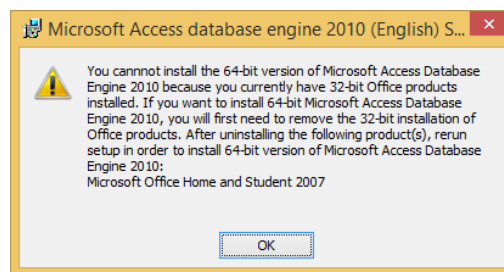 Microsoft Access database engine 2010 (English) S...
You cannnot install the 64-bit version of Microsoft Access Database
Engine 2010 because you currently have 32-bit Office products
installed. If you want to install 64-bit Microsoft Access Database
Engine 2010, you will first need to remove the 32-bit installation of
Office products. After uninstalling the following product(s), rerun
setup in order to install 64-bit version of Microsoft Access Database
Engine 2010:
Microsoft Office Home and Student 2007
OK